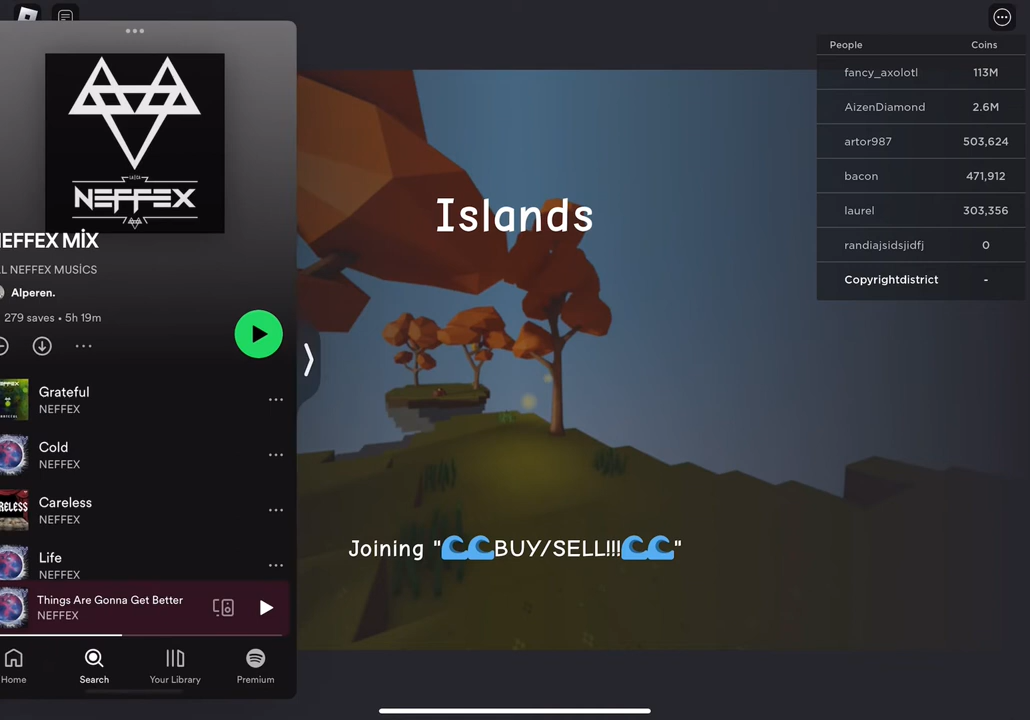 NEFFEX
NEFFEX MİX
NEFFEX MUSİCS
Alperen.
279 saves • 5h 19m
Grateful
NEFFEX
Cold
NEFFEX
Careless
NEFFEX
Life
NEFFEX
Things Are Gonna Get Better
NEFFEX
Home
Search
Your Library
Premium
Islands
Joining "🌊🌊BUY/SELL!!!🌊🌊"
People Coins
fancy_axolotl 113M
AizenDiamond 2.6M
artor987 503,624
bacon 471,912
laurel 303,356
randiajsidsjidfj 0
Copyrightdistrict -